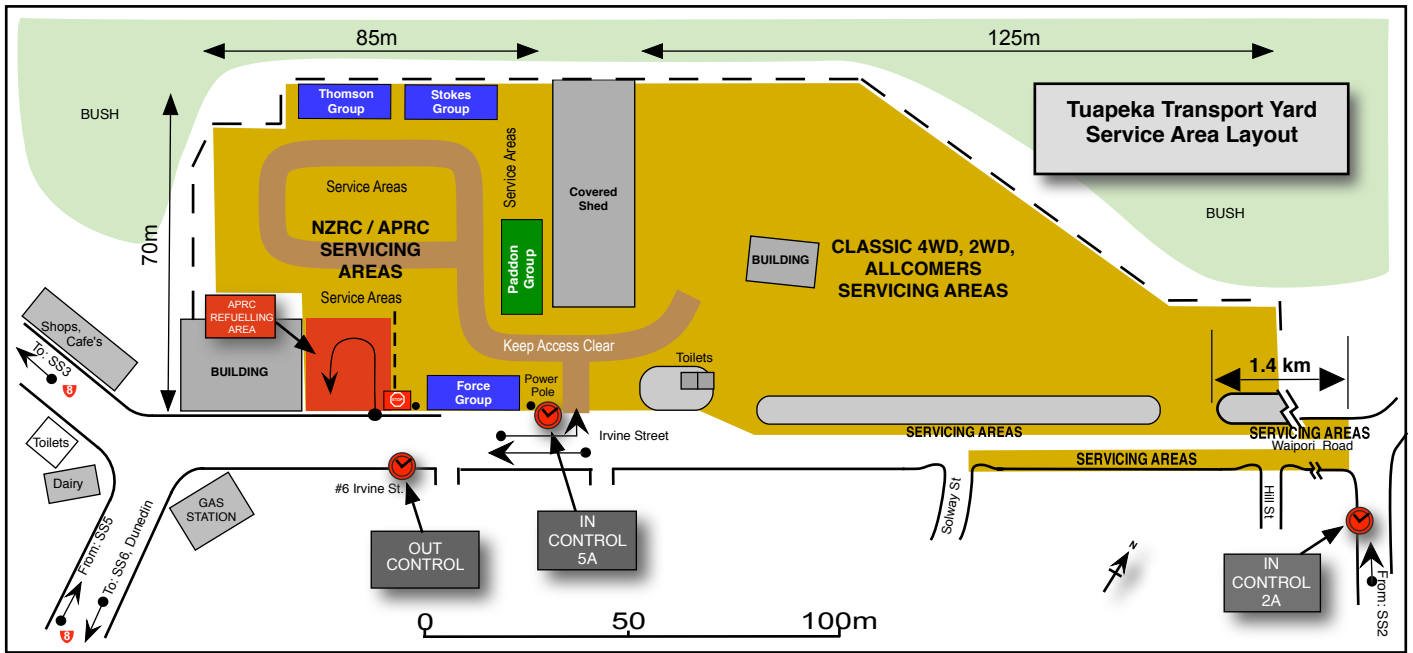 85m
125m
BUSH
Thomson
Group
Stokes
Group
Tuapeka Transport Yard
Service Area Layout
70m
Service Areas
Service Areas
Covered
Shed
BUSH
NZRC / APRC
SERVICING
AREAS
Paddon
Group
BUILDING
CLASSIC 4WD, 2WD,
ALLCOMERS
SERVICING AREAS
Service Areas
APRC
REFUELLING
AREA
Shops,
Cafe's
To: SS3
8
BUILDING
Keep Access Clear
Toilets
1.4 km
STOP
Force
Group
Power
Pole
Irvine Street
SERVICING AREAS
SERVICING AREAS
Waipori Road
SERVICING AREAS
Toilets
Dairy
GAS
STATION
#6 Irvine St.
Solway St
Hill St
OUT
CONTROL
IN
CONTROL
5A
IN
CONTROL
2A
From: SS5
To: SS6, Dunedin
From: SS2
8
N
0
50
100m